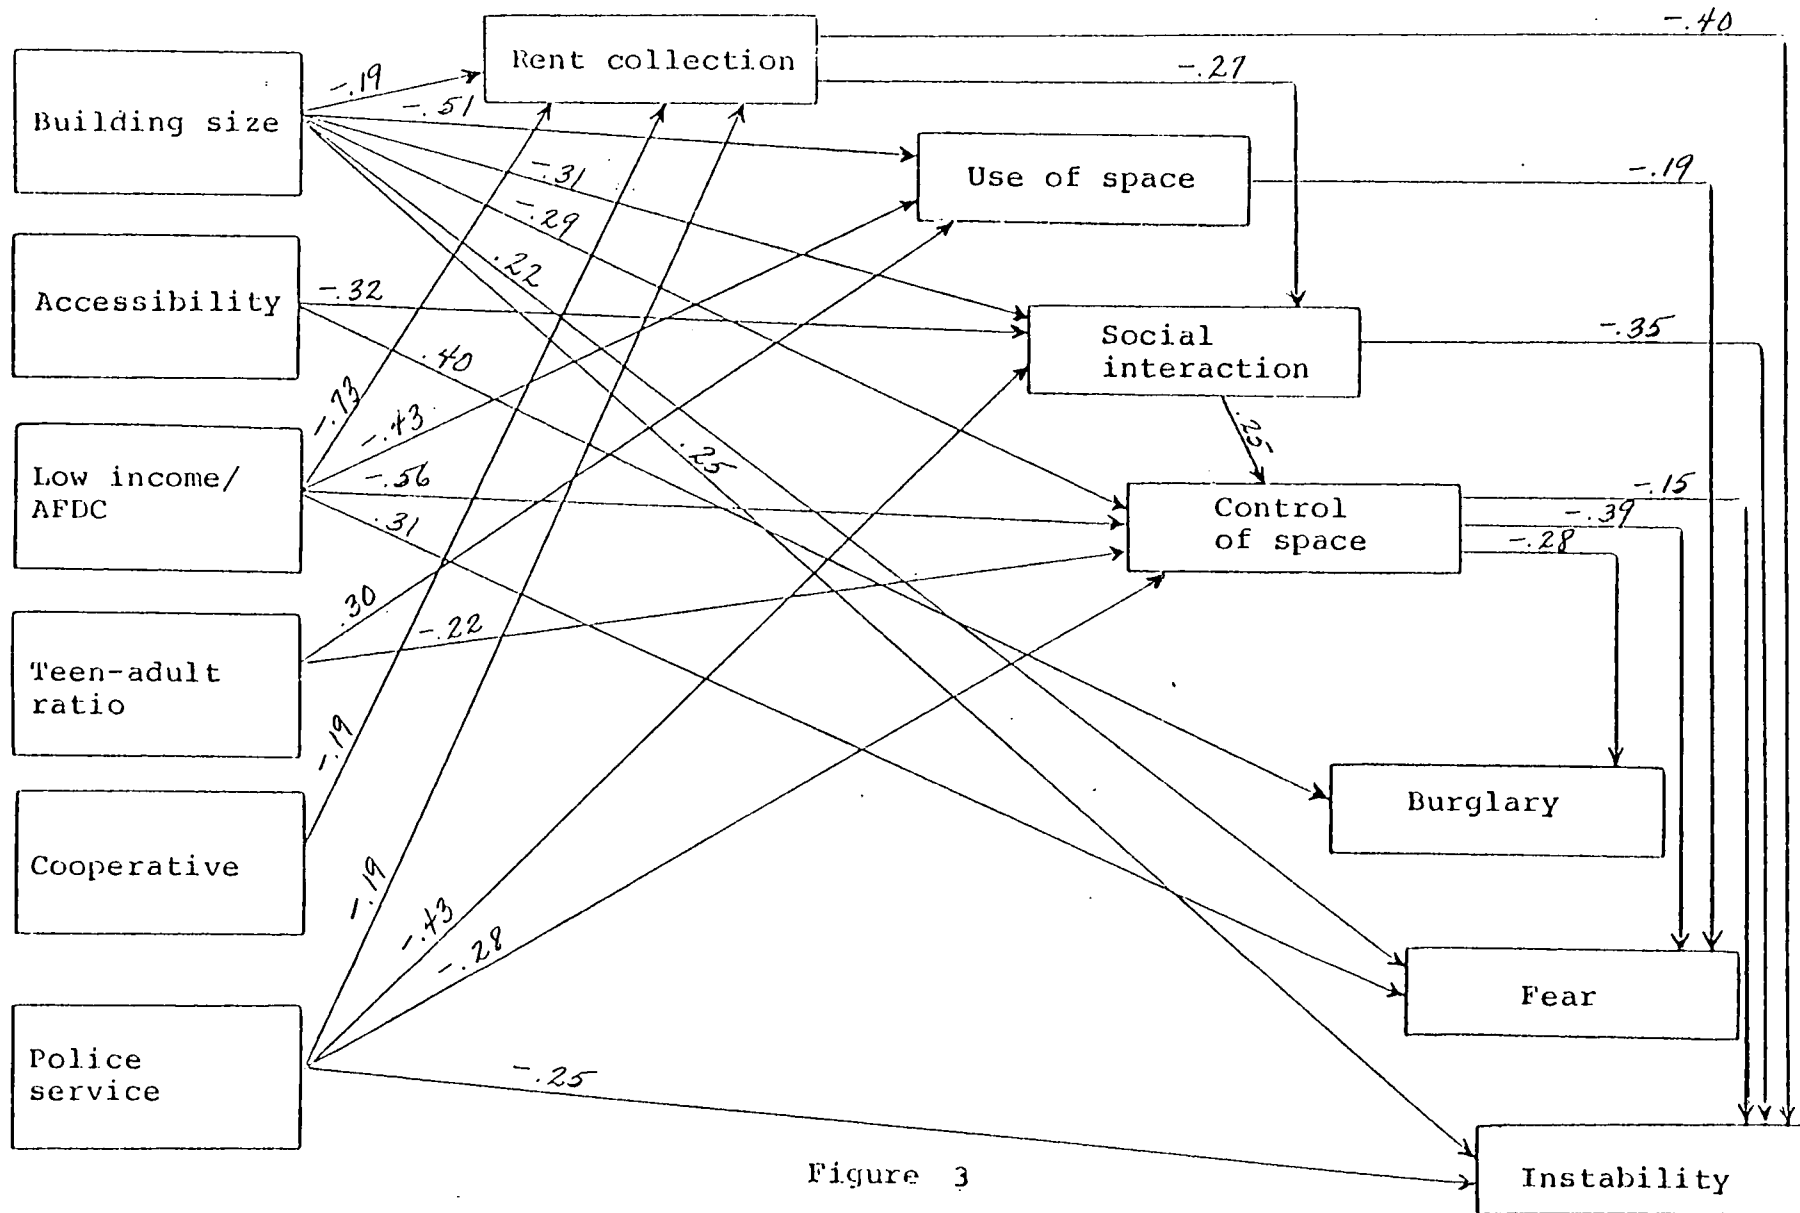 -.40
Rent collection
-.27
-.19
Building size
-.51
Use of space
-.19
-.31
-.29
.22
Accessibility
-.32
Social
interaction
-.35
.40
-.73
-.43
.25
.25
Low income/
AFDC
-.56
.31
Control
of space
-.15
-.39
-.28
.30
-.22
Teen-adult
ratio
-.19
Burglary
Cooperative
-.19
-.43
-.28
Fear
Police
service
-.25
Figure 3
Instability